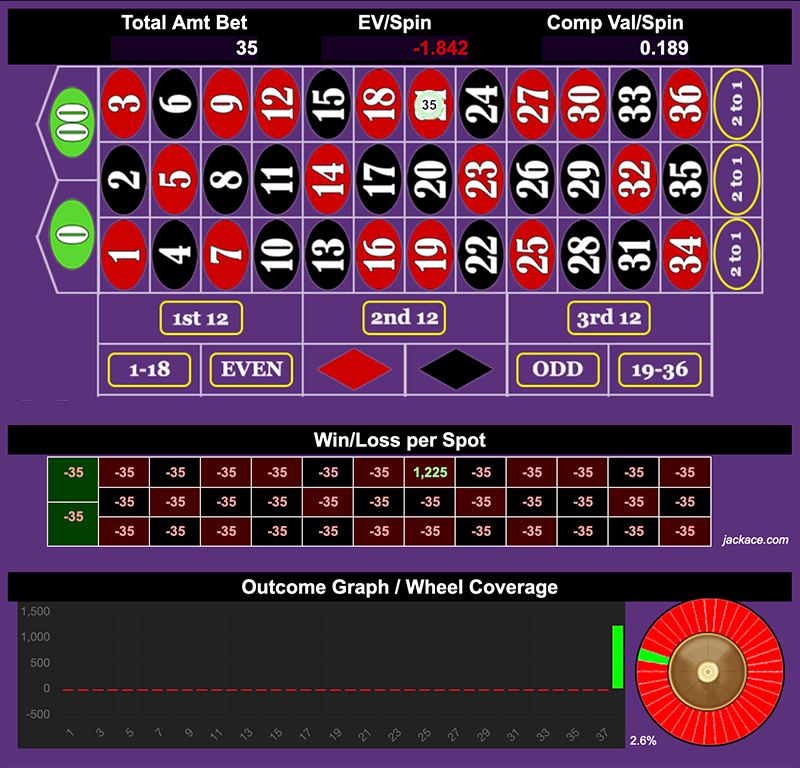 Total Amt Bet EV/Spin Comp Val/Spin
35 -1.842 0.189
00 3 6 9 12 15 18 35 24 27 30 33 36 2 to 1
2 5 8 11 14 17 20 23 26 29 32 35 2 to 1
0 1 4 7 10 13 16 19 22 25 28 31 34 2 to 1
1st 12 2nd 12 3rd 12
1-18 EVEN ODD 19-36
Win/Loss per Spot
-35 -35 -35 -35 -35 -35 -35 1,225 -35 -35 -35 -35 -35
-35 -35 -35 -35 -35 -35 -35 -35 -35 -35 -35 -35
-35 -35 -35 -35 -35 -35 -35 -35 -35 -35 -35 -35 -35
jackace.com
Outcome Graph / Wheel Coverage
1,500
1,000
500
0
-500
1 3 5 7 9 11 13 15 17 19 21 23 25 27 29 31 33 35 37
2.6%